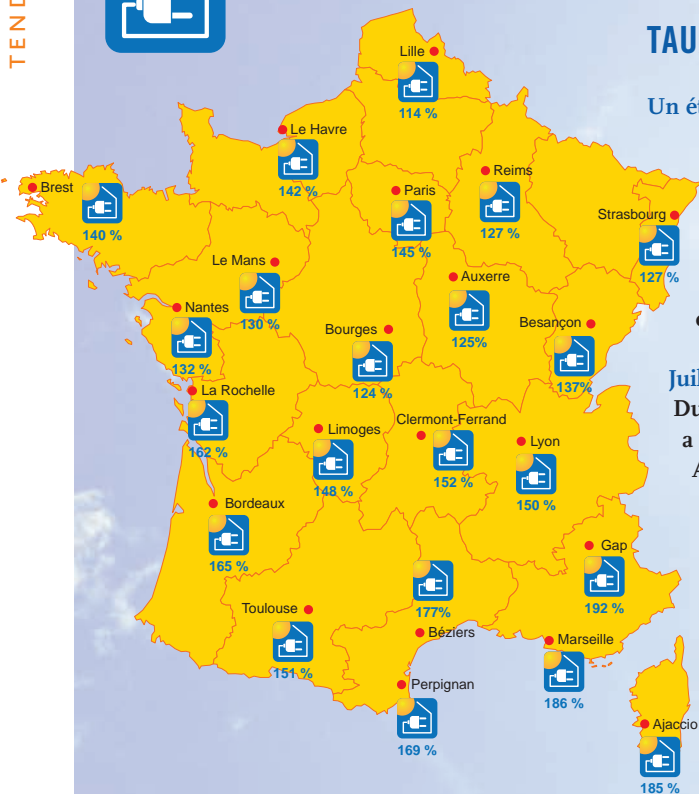 TEND
TAU
Un ét
Lille
114 %
Le Havre
142 %
Reims
127 %
Brest
140 %
Paris
145 %
Strasbourg
127 %
Le Mans
130 %
Auxerre
125%
Nantes
132 %
Bourges
124 %
Besançon
137%
Juil
Du
a
La Rochelle
162 %
Limoges
148 %
Clermont-Ferrand
152 %
Lyon
150 %
Bordeaux
165 %
Gap
192 %
177%
Béziers
Toulouse
151 %
Marseille
186 %
Perpignan
169 %
Ajaccio
185 %